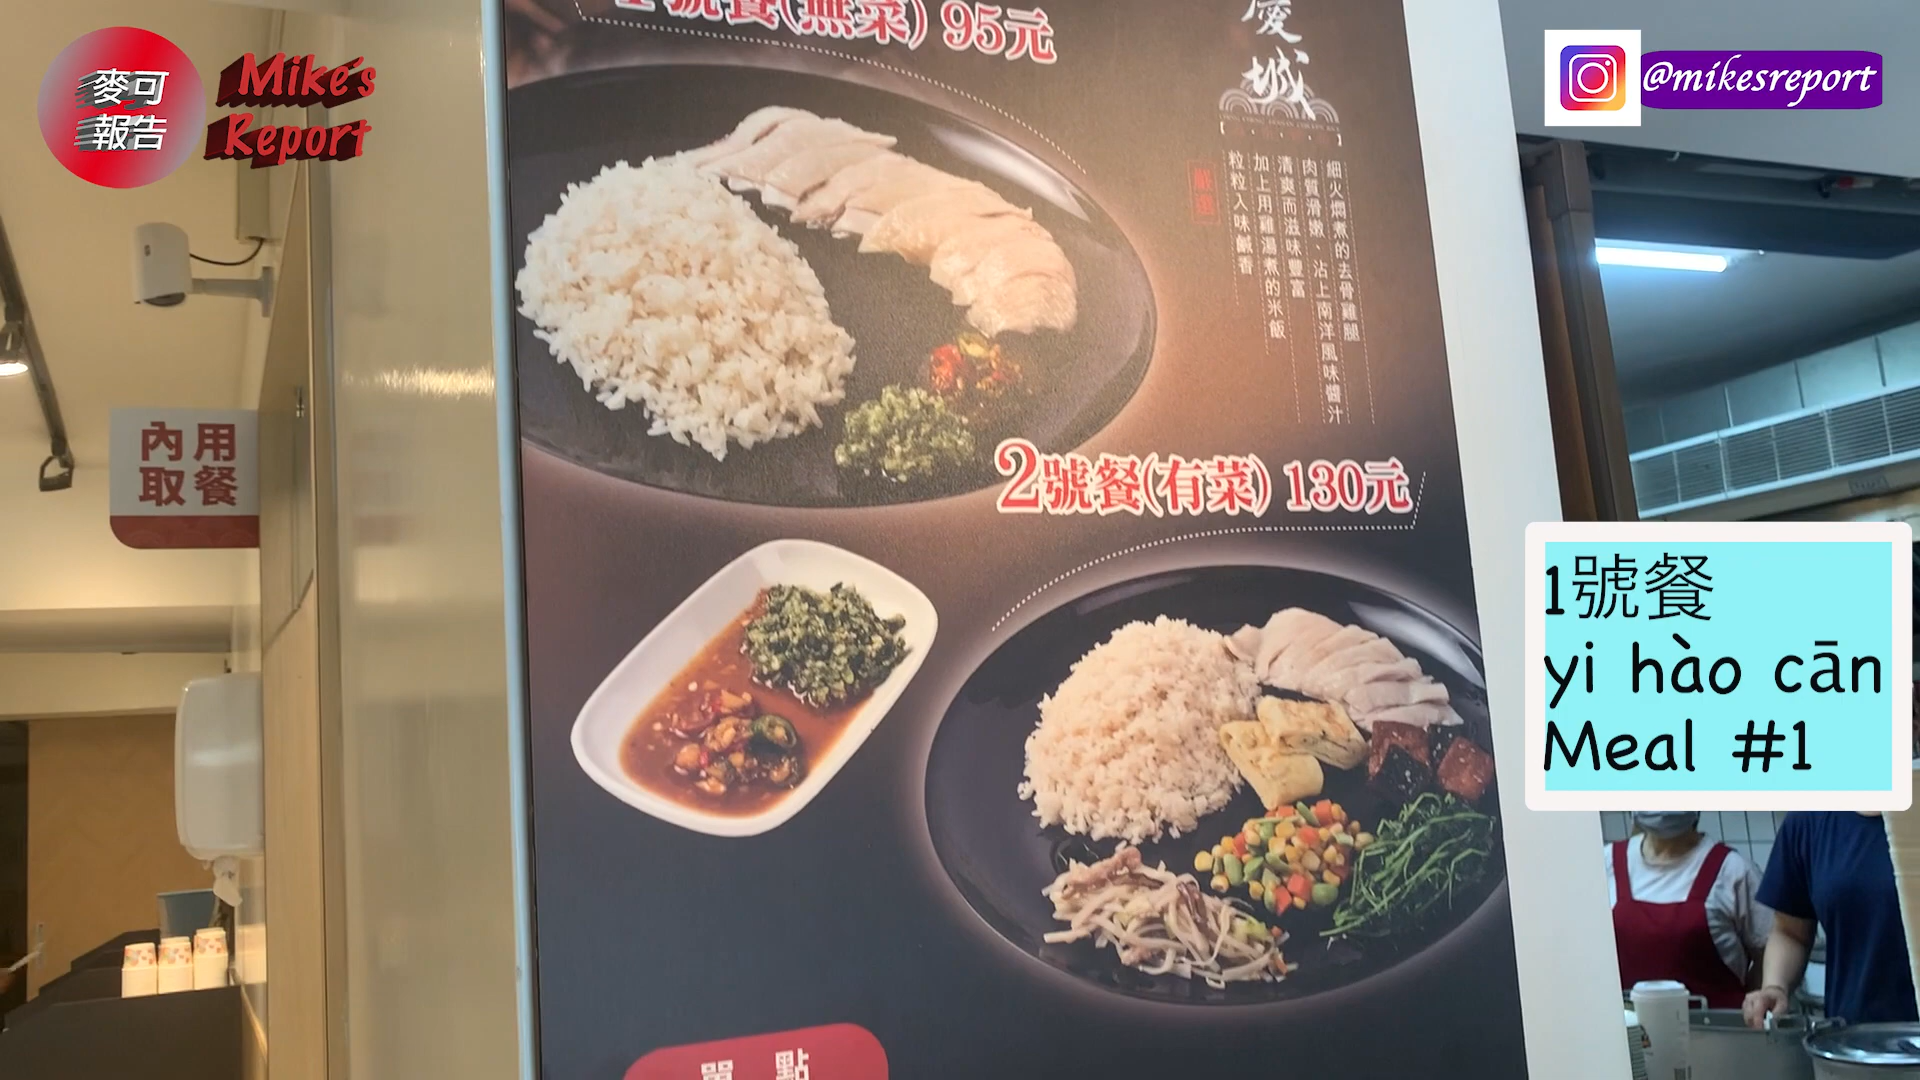 麥可
報告
Mike's
Report
@mikesreport
1號餐(無菜) 95元
慶城
細火燜煮的去骨雞腿
肉質滑嫩、沾上南洋風味醬汁
清爽而滋味豐富
加上用雞湯煮的米飯
粒粒入味鹹香
內用
取餐
2號餐(有菜) 130元
1號餐
yi hào cān
Meal #1
單點